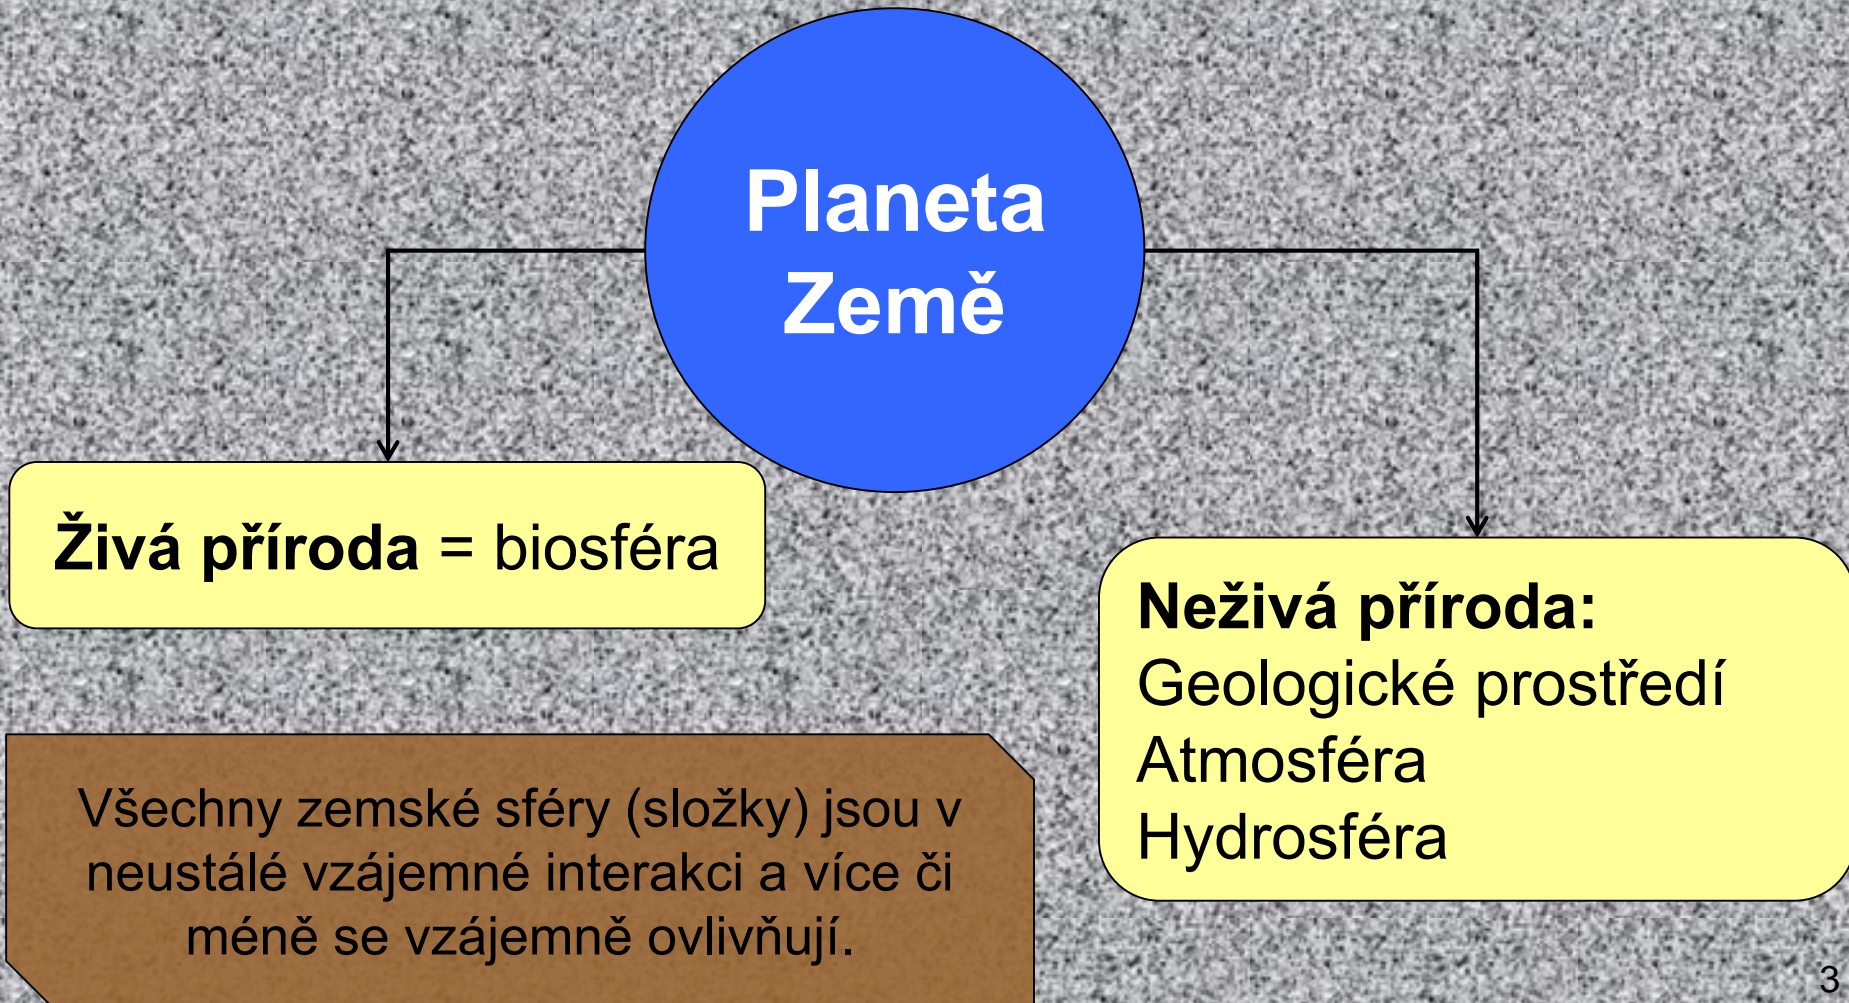 Planeta
Země
Živá příroda = biosféra
Neživá příroda:
Geologické prostředí
Atmosféra
Hydrosféra
Všechny zemské sféry (složky) jsou v
neustálé vzájemné interakci a více či
méně se vzájemně ovlivňují.
3